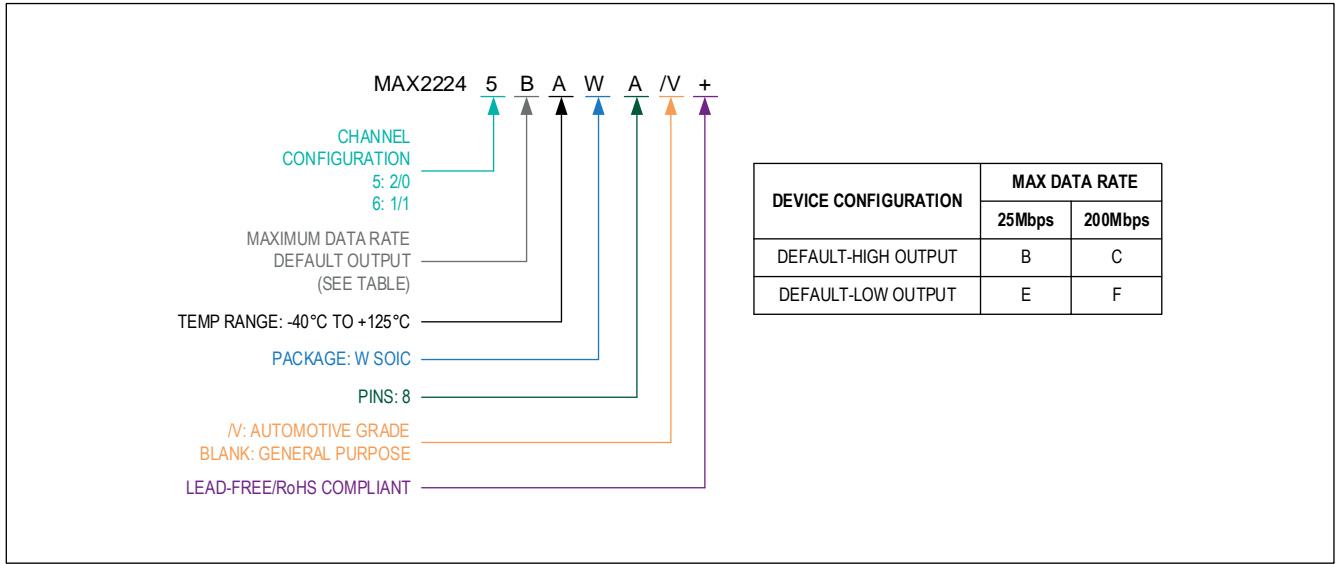 MAX2224 5 B A W A /V +
CHANNEL
CONFIGURATION
5: 2/0
6: 1/1
MAXIMUM DATA RATE
DEFAULT OUTPUT
(SEE TABLE)
TEMP RANGE: -40°C TO +125°C
PACKAGE: W SOIC
PINS: 8
/V: AUTOMOTIVE GRADE
BLANK: GENERAL PURPOSE
LEAD-FREE/RoHS COMPLIANT
DEVICE CONFIGURATION MAX DATA RATE
25Mbps 200Mbps
DEFAULT-HIGH OUTPUT B C
DEFAULT-LOW OUTPUT E F